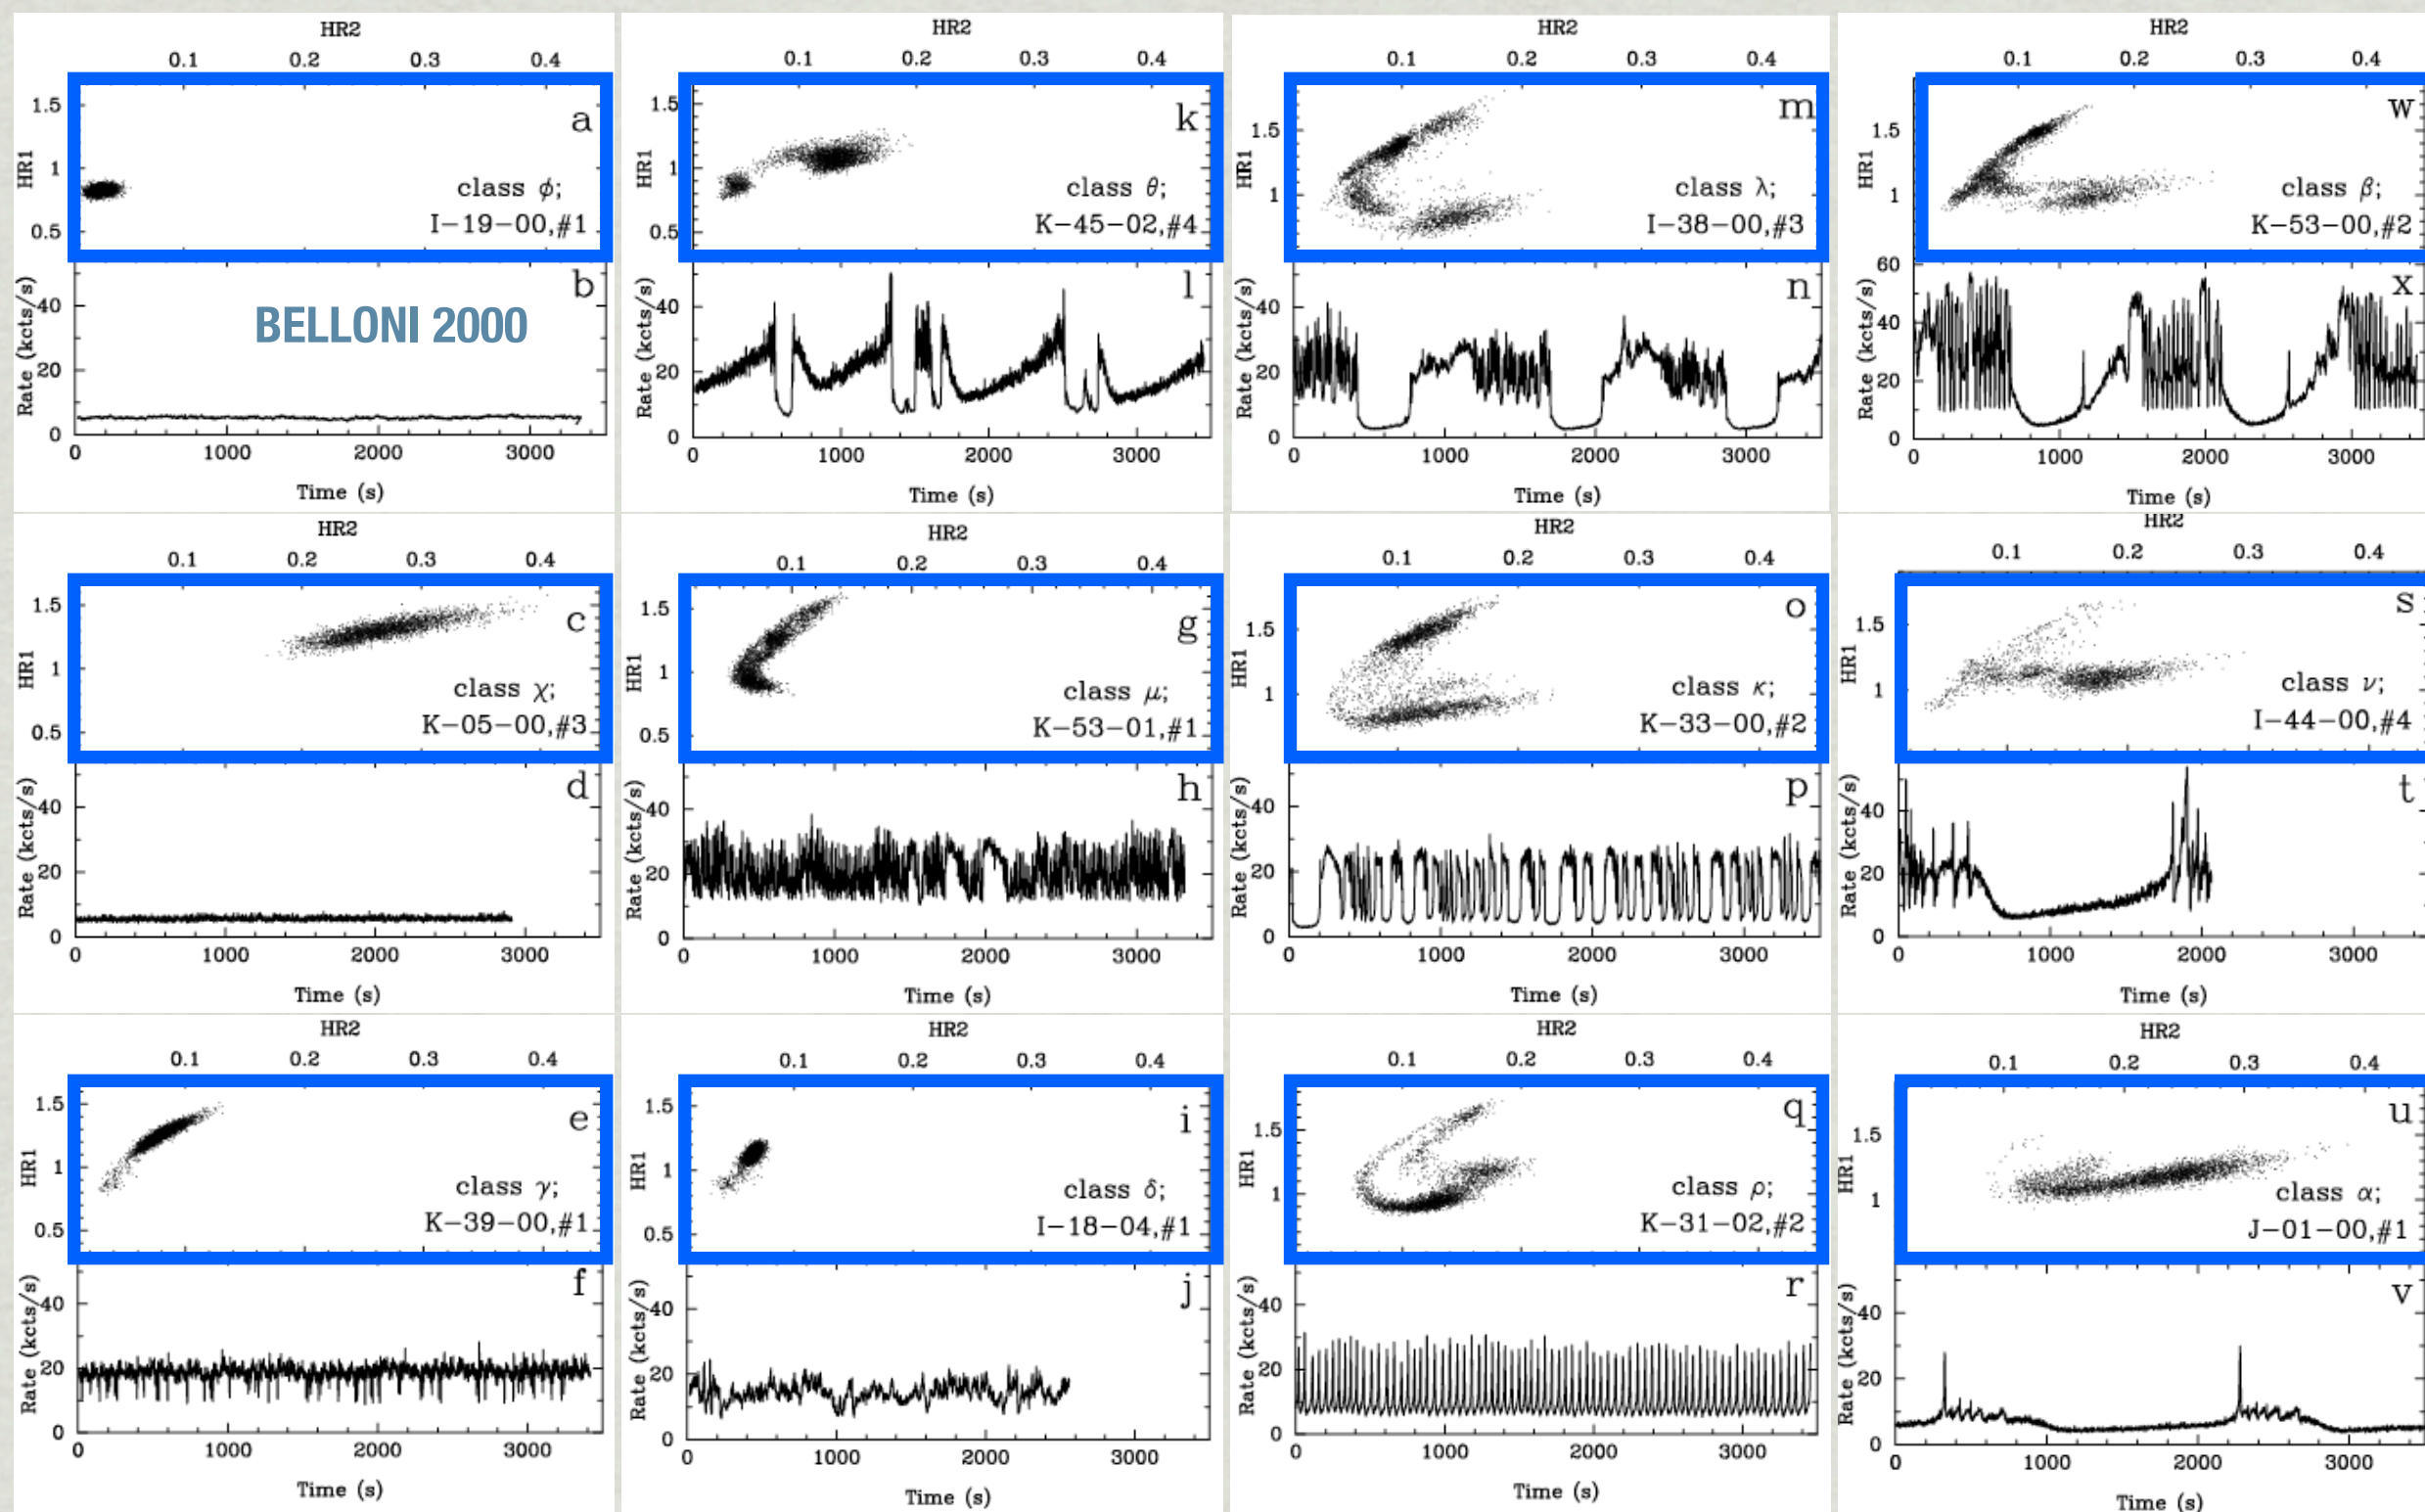 HR2
0.1 0.2 0.3 0.4
1.5
1
0.5
HR1
a
class φ;
I−19−00,#1
b
BELLONI 2000
40
20
0
Rate (kcts/s)
0 1000 2000 3000
Time (s)
HR2
0.1 0.2 0.3 0.4
1.5
1
0.5
HR1
k
class θ;
K−45−02,#4
l
40
20
0
Rate (kcts/s)
0 1000 2000 3000
Time (s)
HR2
0.1 0.2 0.3 0.4
1.5
1
HR1
m
class λ;
I−38−00,#3
n
40
20
0
Rate (kcts/s)
0 1000 2000 3000
Time (s)
HR2
0.1 0.2 0.3 0.4
1.5
1
HR1
w
class β;
K−53−00,#2
x
60
40
20
0
Rate (kcts/s)
0 1000 2000 3000
Time (s)
HR2
0.1 0.2 0.3 0.4
1.5
1
0.5
HR1
c
class χ;
K−05−00,#3
d
40
20
0
Rate (kcts/s)
0 1000 2000 3000
Time (s)
HR2
0.1 0.2 0.3 0.4
1.5
1
0.5
HR1
g
class μ;
K−53−01,#1
h
40
20
0
Rate (kcts/s)
0 1000 2000 3000
Time (s)
HR2
0.1 0.2 0.3 0.4
1.5
1
HR1
o
class κ;
K−33−00,#2
p
40
20
0
Rate (kcts/s)
0 1000 2000 3000
Time (s)
HR2
0.1 0.2 0.3 0.4
1.5
1
HR1
s
class ν;
I−44−00,#4
t
40
20
0
Rate (kcts/s)
0 1000 2000 3000
Time (s)
HR2
0.1 0.2 0.3 0.4
1.5
1
0.5
HR1
e
class γ;
K−39−00,#1
f
40
20
0
Rate (kcts/s)
0 1000 2000 3000
Time (s)
HR2
0.1 0.2 0.3 0.4
1.5
1
0.5
HR1
i
class δ;
I−18−04,#1
j
40
20
0
Rate (kcts/s)
0 1000 2000 3000
Time (s)
HR2
0.1 0.2 0.3 0.4
1.5
1
HR1
q
class ρ;
K−31−02,#2
r
40
20
0
Rate (kcts/s)
0 1000 2000 3000
Time (s)
HR2
0.1 0.2 0.3 0.4
1.5
1
HR1
u
class α;
J−01−00,#1
v
40
20
0
Rate (kcts/s)
0 1000 2000 3000
Time (s)